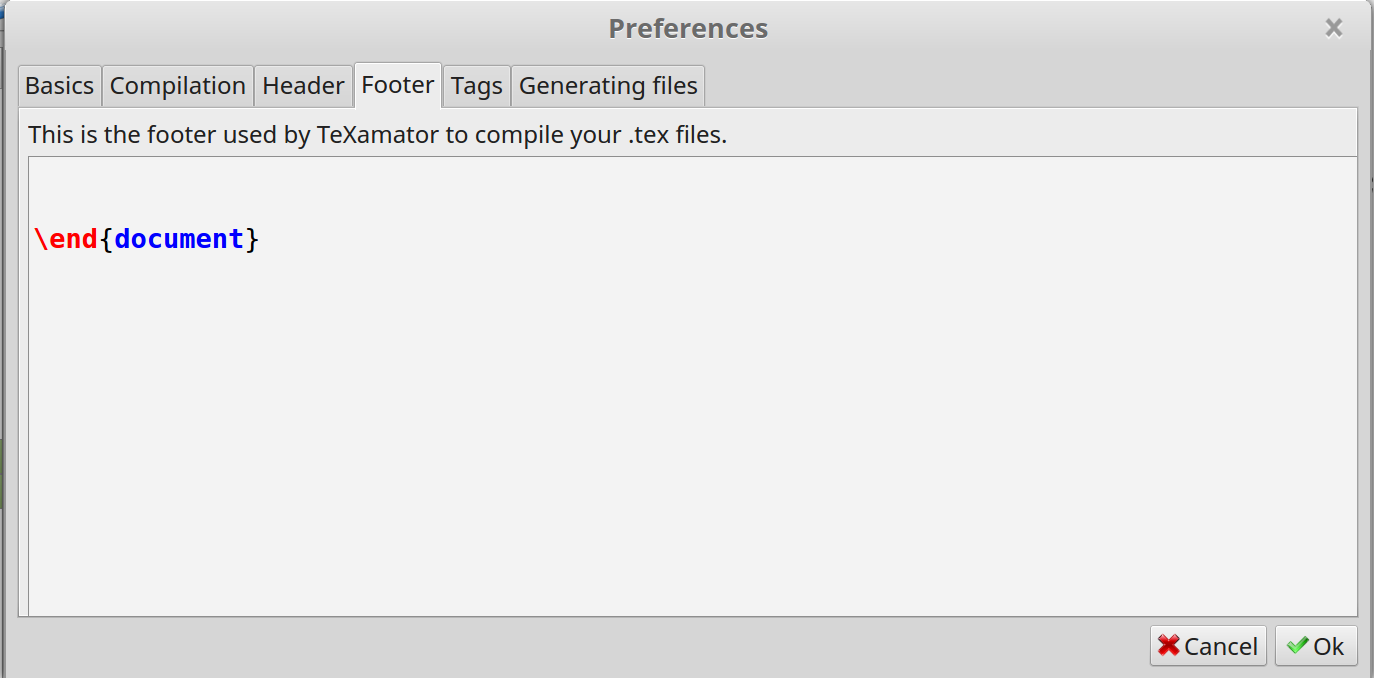 Preferences
Basics Compilation Header Footer Tags Generating files
This is the footer used by TeXamator to compile your .tex files.
\end{document}
Cancel Ok